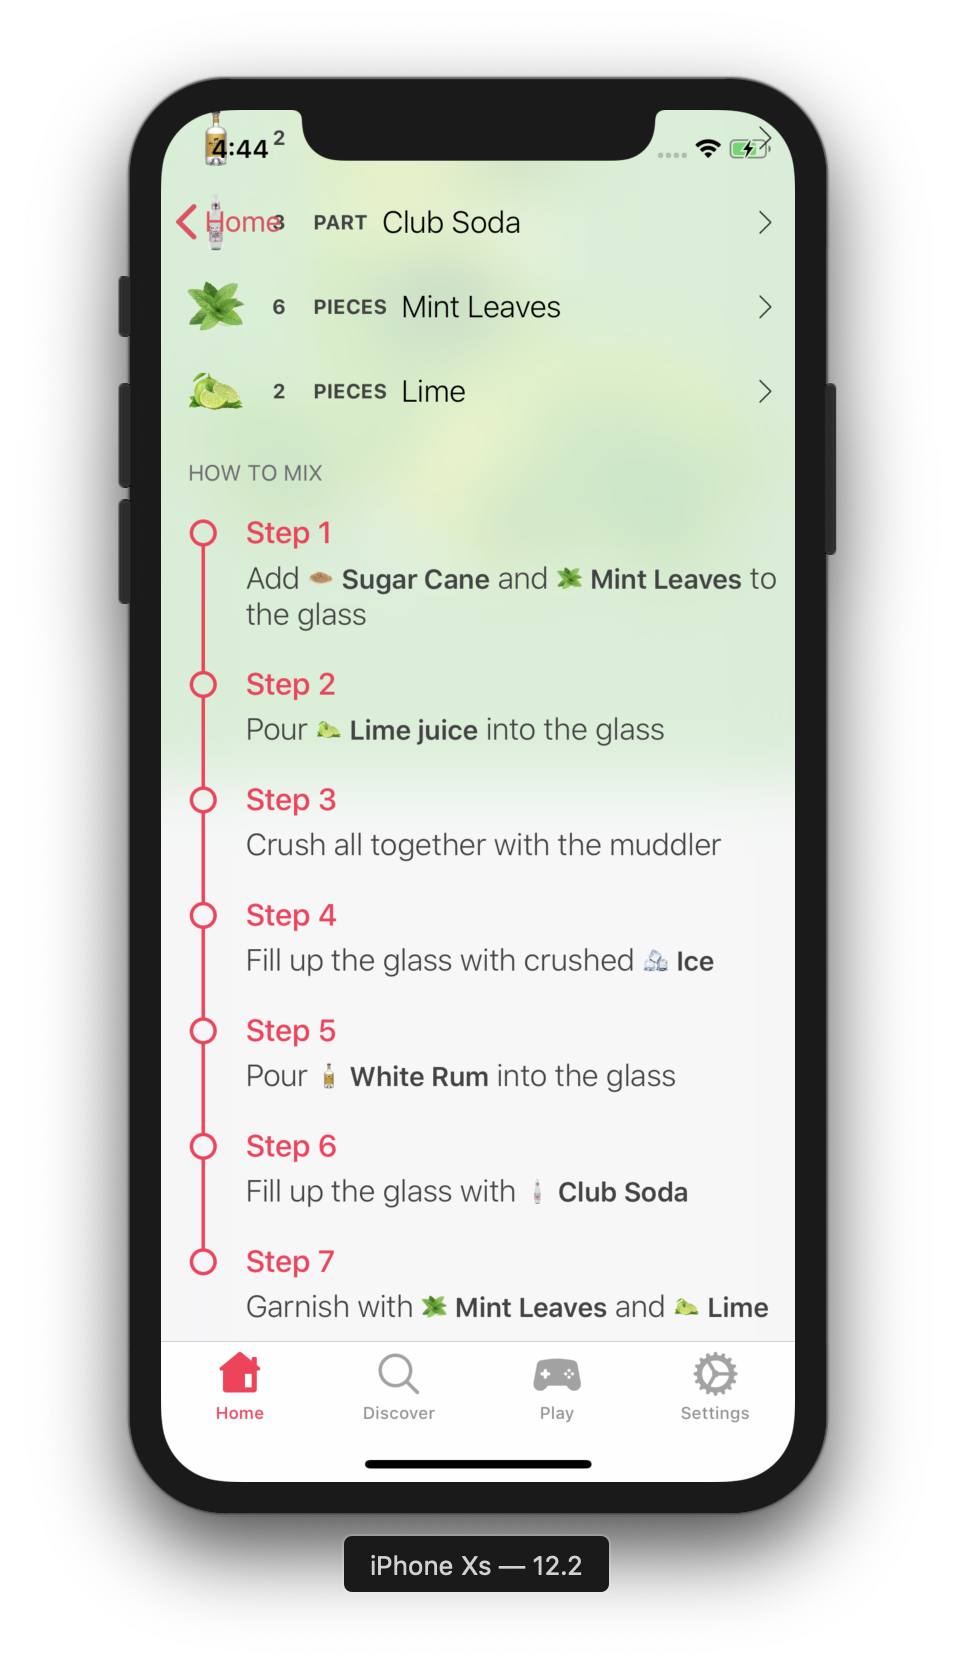 4:44 2
Home 3 PART Club Soda
6 PIECES Mint Leaves
2 PIECES Lime
HOW TO MIX
Step 1
Add Sugar Cane and Mint Leaves to
the glass
Step 2
Pour Lime juice into the glass
Step 3
Crush all together with the muddler
Step 4
Fill up the glass with crushed Ice
Step 5
Pour White Rum into the glass
Step 6
Fill up the glass with Club Soda
Step 7
Garnish with Mint Leaves and Lime
Home Discover Play Settings
iPhone Xs — 12.2